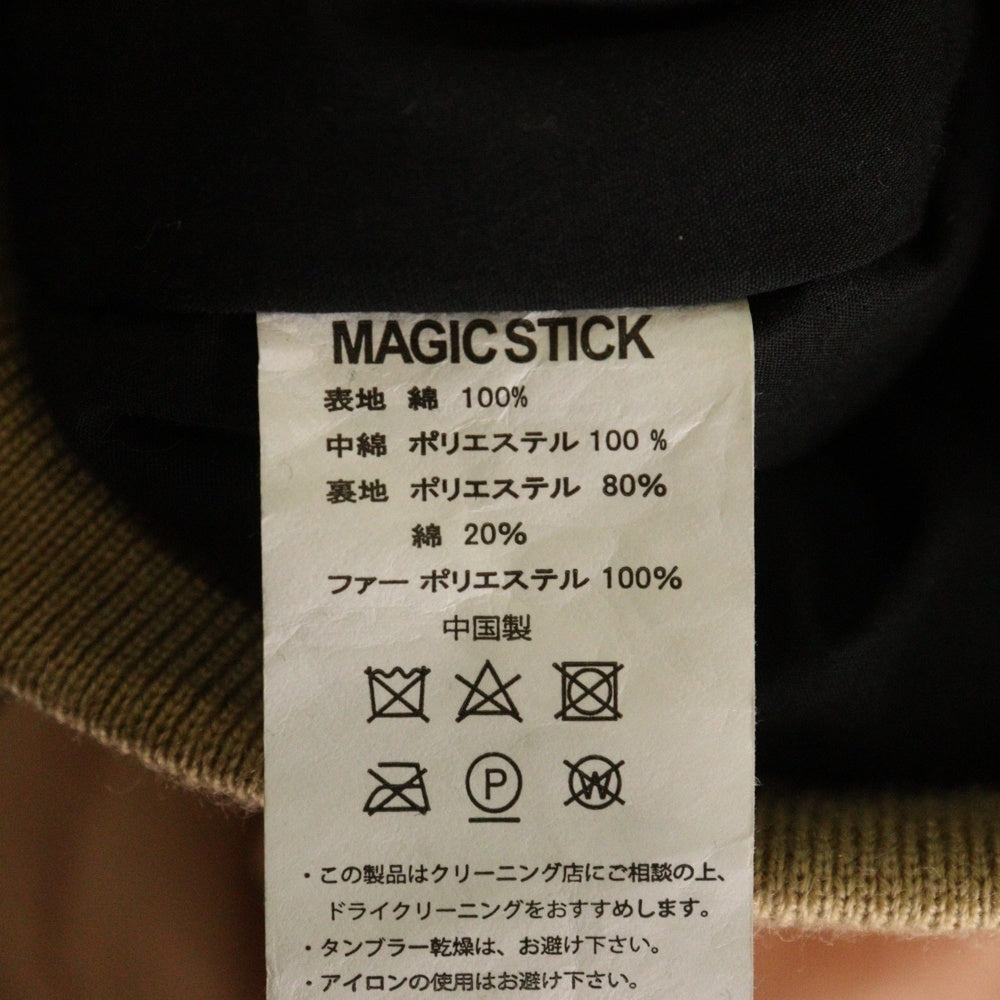 MAGIC STICK
表地 綿 100%
中綿 ポリエステル 100 %
裏地 ポリエステル 80%
綿 20%
ファー ポリエステル 100%
中国製
P W
・この製品はクリーニング店にご相談の上、
ドライクリーニングをおすすめします。
・タンブラー乾燥は、お避け下さい。
・アイロンの使用はお避け下さい。